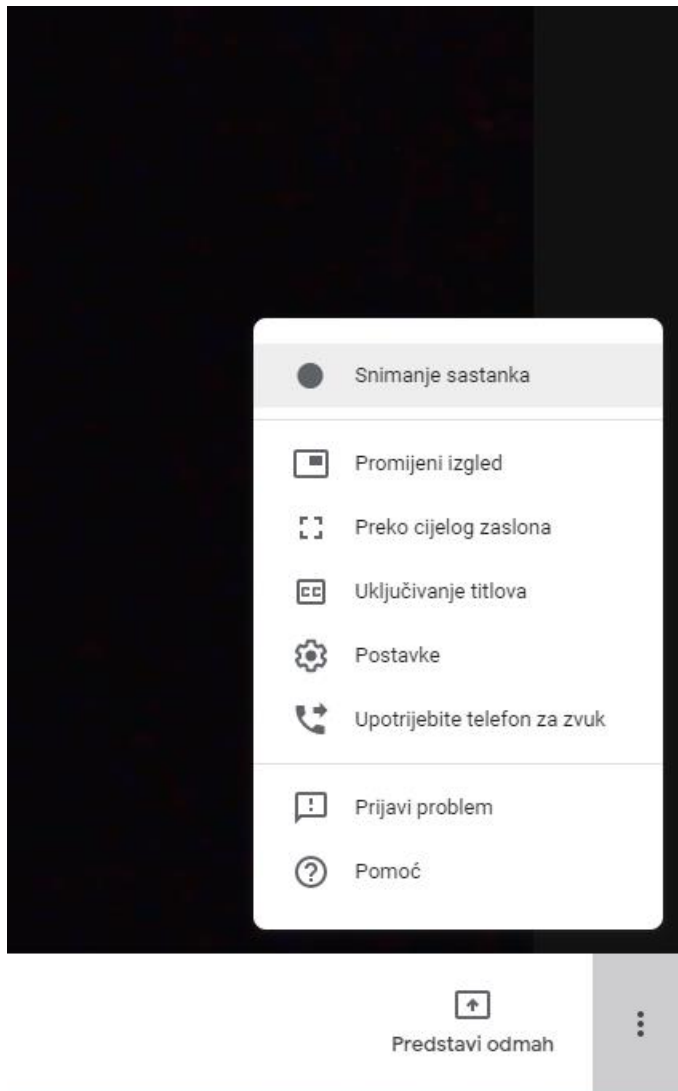 Snimanje sastanka
Promijeni izgled
Preko cijelog zaslona
CC Uključivanje titlova
Postavke
Upotrijebite telefon za zvuk
Prijavi problem
Pomoć
Predstavi odmah